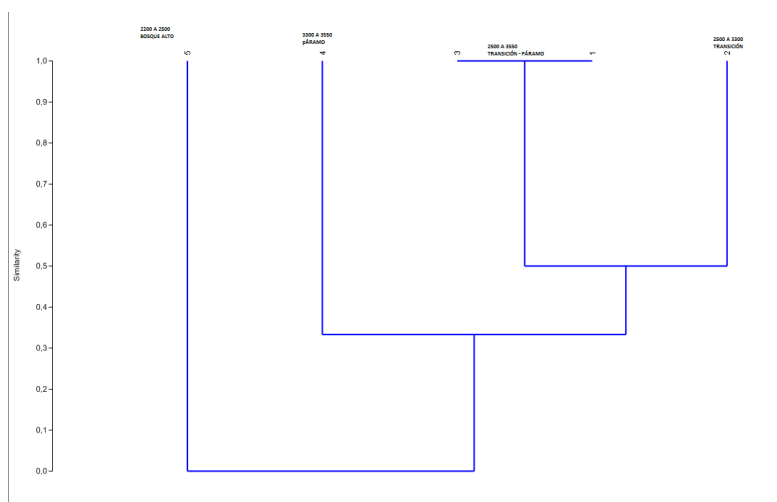 2200 A 2500
BOSQUE ALTO
3300 A 3550
pÁRAMO
2500 A 3550
TRANSICIÓN - PÁRAMO
2500 A 3300
TRANSICIÓN
5
4
3
1
2
1,0
0,9
0,8
0,7
0,6
0,5
0,4
0,3
0,2
0,1
0,0
Similarity